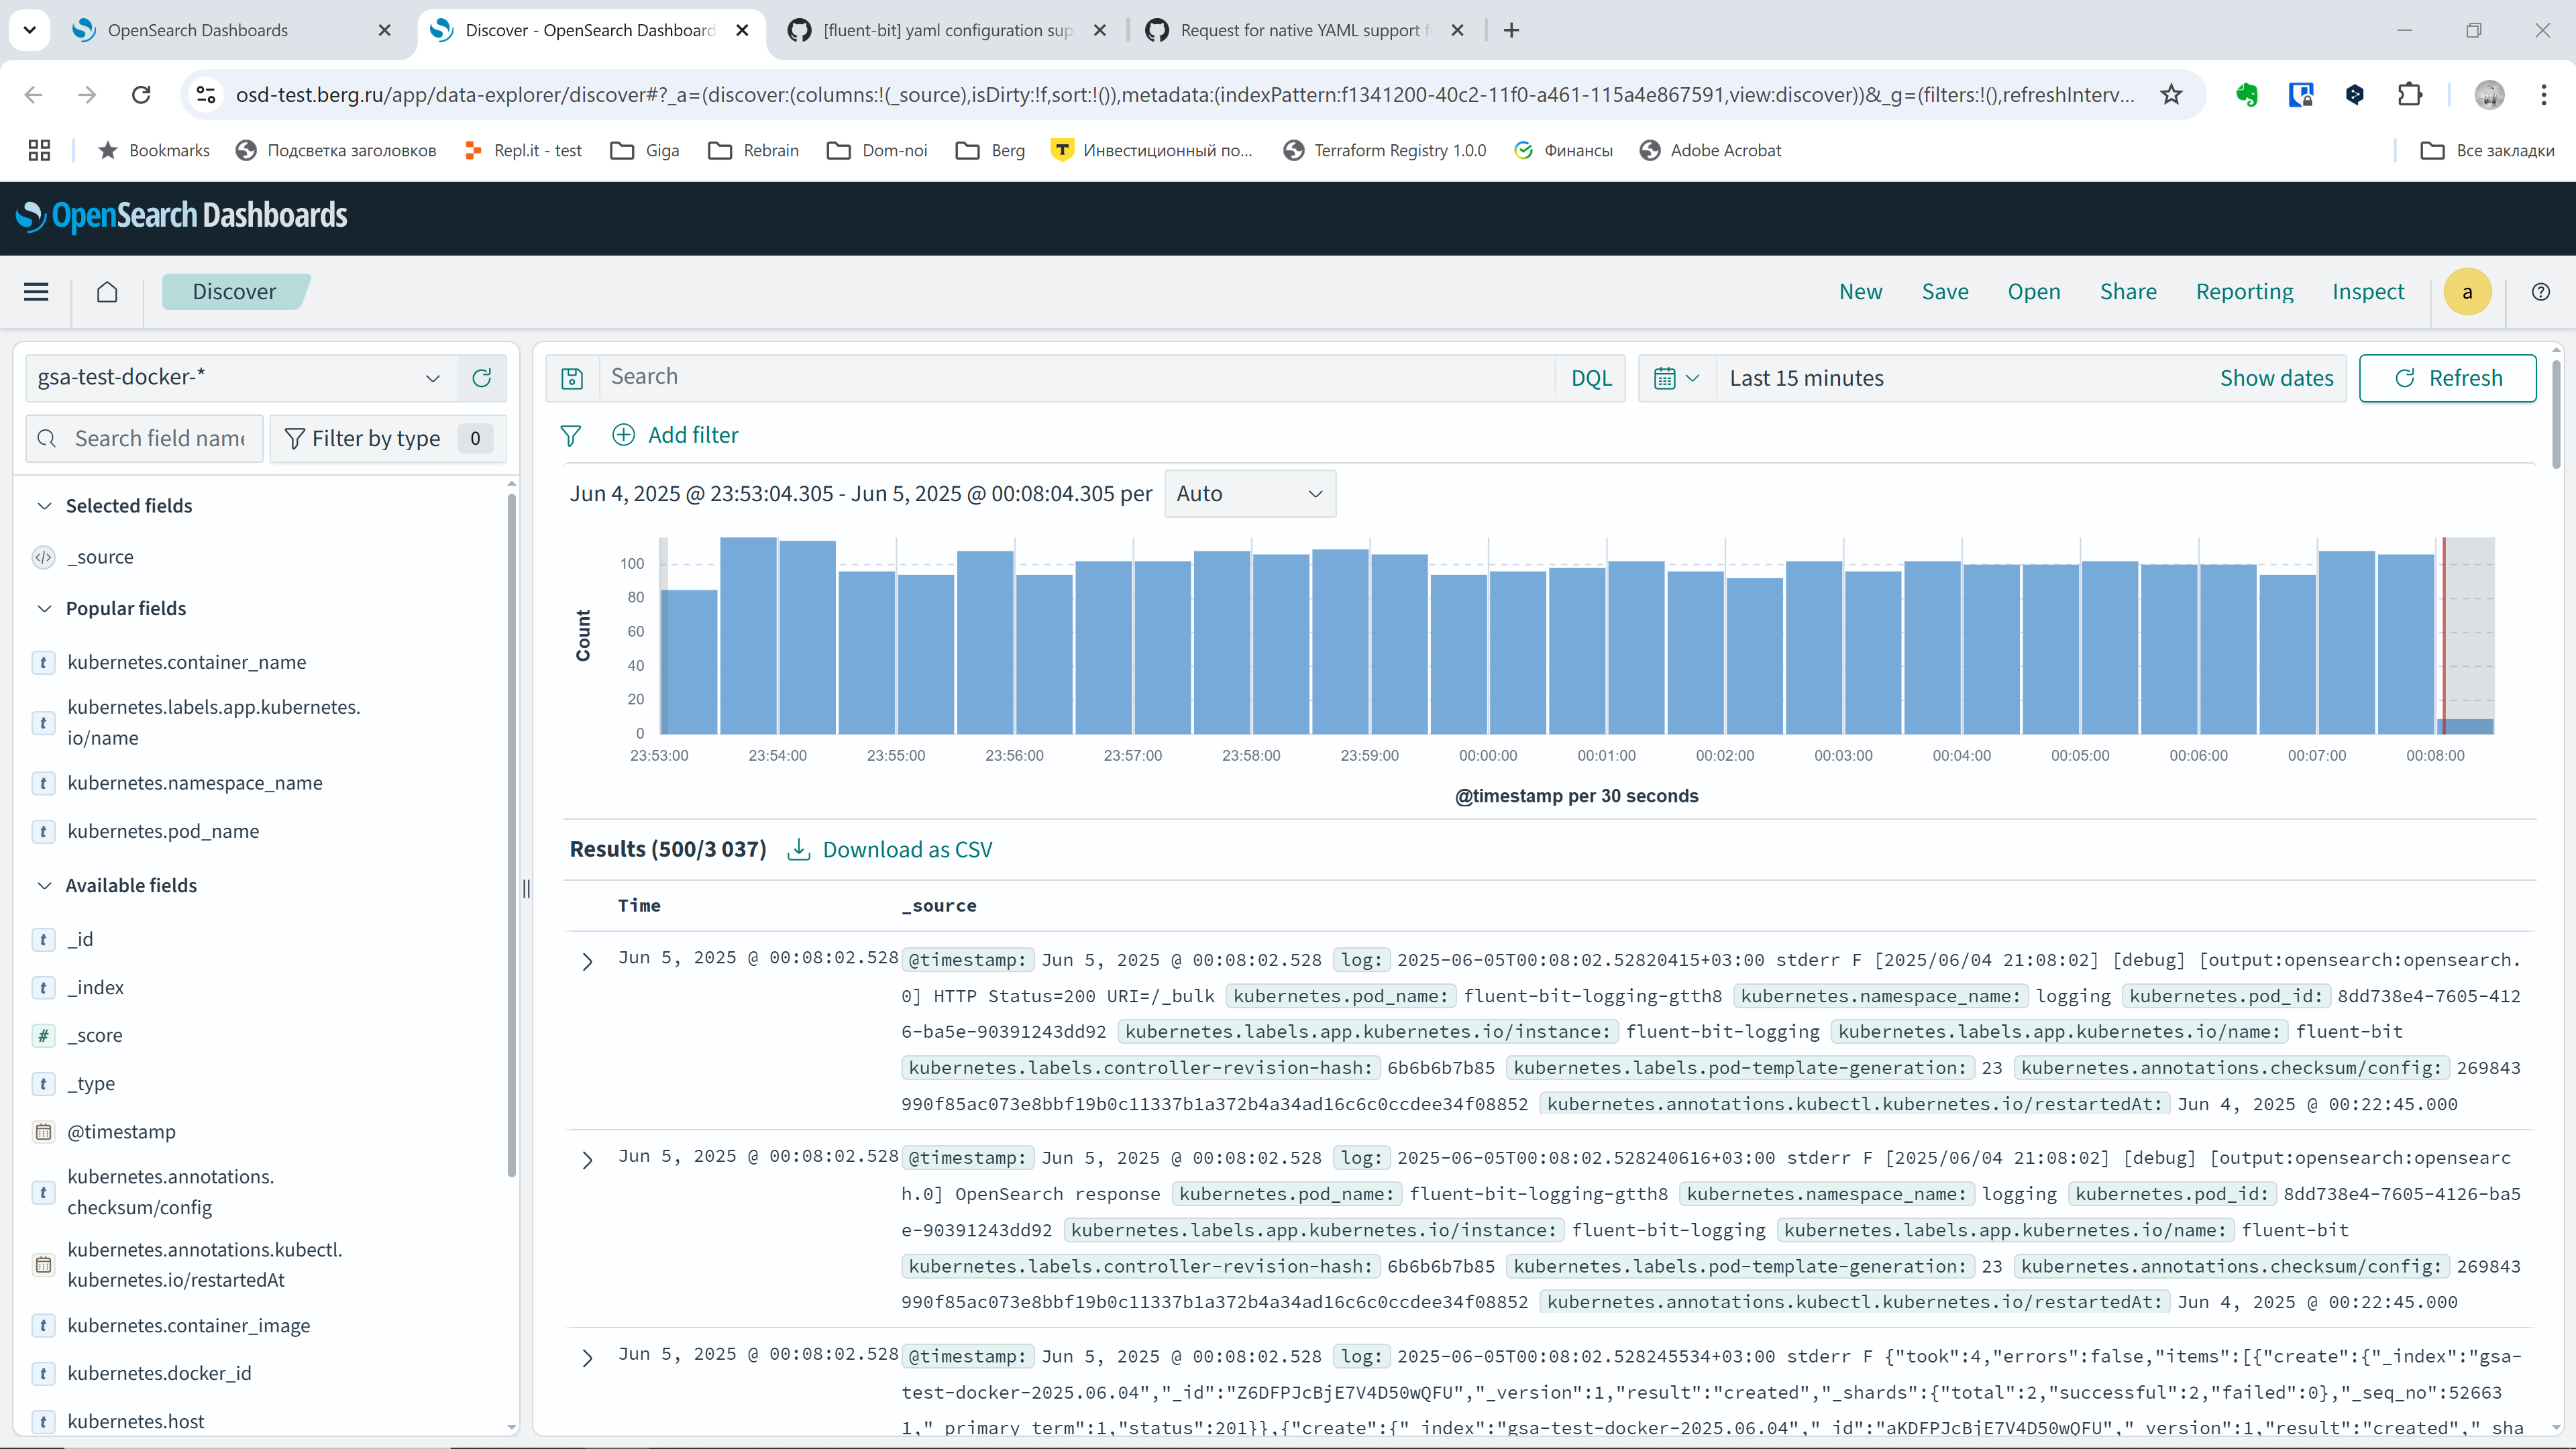 OpenSearch Dashboards
Discover - OpenSearch Dashboard
[fluent-bit] yaml configuration sup
Request for native YAML support f
osd-test.berg.ru/app/data-explorer/discover#?_a=(discover:(columns:!(_source),isDirty:!f,sort:!()),metadata:(indexPattern:f1341200-40c2-11f0-a461-115a4e867591,view:discover))&_g=(filters:!(),refreshInterv...
Bookmarks
Подсветка заголовков
Repl.it - test
Giga
Rebrain
Dom-noi
Berg
Инвестиционный по...
Terraform Registry 1.0.0
Финансы
Adobe Acrobat
Все закладки
OpenSearch Dashboards
Discover
New
Save
Open
Share
Reporting
Inspect
a
gsa-test-docker-*
Search field name
Filter by type 0
Selected fields
_source
Popular fields
t kubernetes.container_name
t kubernetes.labels.app.kubernetes.
io/name
t kubernetes.namespace_name
t kubernetes.pod_name
Available fields
t _id
t _index
# _score
t _type
@timestamp
t kubernetes.annotations.
checksum/config
kubernetes.annotations.kubectl.
kubernetes.io/restartedAt
t kubernetes.container_image
t kubernetes.docker_id
t kubernetes.host
Search
DQL
Last 15 minutes
Show dates
Refresh
Add filter
Jun 4, 2025 @ 23:53:04.305 - Jun 5, 2025 @ 00:08:04.305 per Auto
Count
100
80
60
40
20
0
23:53:00 23:54:00 23:55:00 23:56:00 23:57:00 23:58:00 23:59:00 00:00:00 00:01:00 00:02:00 00:03:00 00:04:00 00:05:00 00:06:00 00:07:00 00:08:00
@timestamp per 30 seconds
Results (500/3 037) Download as CSV
Time _source
Jun 5, 2025 @ 00:08:02.528 @timestamp: Jun 5, 2025 @ 00:08:02.528 log: 2025-06-05T00:08:02.52820415+03:00 stderr F [2025/06/04 21:08:02] [debug] [output:opensearch:opensearch.
0] HTTP Status=200 URI=/_bulk kubernetes.pod_name: fluent-bit-logging-gtth8 kubernetes.namespace_name: logging kubernetes.pod_id: 8dd738e4-7605-412
6-ba5e-90391243dd92 kubernetes.labels.app.kubernetes.io/instance: fluent-bit-logging kubernetes.labels.app.kubernetes.io/name: fluent-bit
kubernetes.labels.controller-revision-hash: 6b6b6b7b85 kubernetes.labels.pod-template-generation: 23 kubernetes.annotations.checksum/config: 269843
990f85ac073e8bbf19b0c11337b1a372b4a34ad16c6c0ccdee34f08852 kubernetes.annotations.kubectl.kubernetes.io/restartedAt: Jun 4, 2025 @ 00:22:45.000
Jun 5, 2025 @ 00:08:02.528 @timestamp: Jun 5, 2025 @ 00:08:02.528 log: 2025-06-05T00:08:02.528240616+03:00 stderr F [2025/06/04 21:08:02] [debug] [output:opensearch:opensearc
h.0] OpenSearch response kubernetes.pod_name: fluent-bit-logging-gtth8 kubernetes.namespace_name: logging kubernetes.pod_id: 8dd738e4-7605-4126-ba5
e-90391243dd92 kubernetes.labels.app.kubernetes.io/instance: fluent-bit-logging kubernetes.labels.app.kubernetes.io/name: fluent-bit
kubernetes.labels.controller-revision-hash: 6b6b6b7b85 kubernetes.labels.pod-template-generation: 23 kubernetes.annotations.checksum/config: 269843
990f85ac073e8bbf19b0c11337b1a372b4a34ad16c6c0ccdee34f08852 kubernetes.annotations.kubectl.kubernetes.io/restartedAt: Jun 4, 2025 @ 00:22:45.000
Jun 5, 2025 @ 00:08:02.528 @timestamp: Jun 5, 2025 @ 00:08:02.528 log: 2025-06-05T00:08:02.528245534+03:00 stderr F {"took":4,"errors":false,"items":[{"create":{"_index":"gsa-
test-docker-2025.06.04","_id":"Z6DFPJcBjE7V4D50wQFU","_version":1,"result":"created","_shards":{"total":2,"successful":2,"failed":0},"_seq_no":52663
1,"_primary_term":1,"status":201}},{"create":{"_index":"gsa-test-docker-2025.06.04","_id":"aKDFPJcBjE7V4D50wQFU","_version":1,"result":"created","_sha